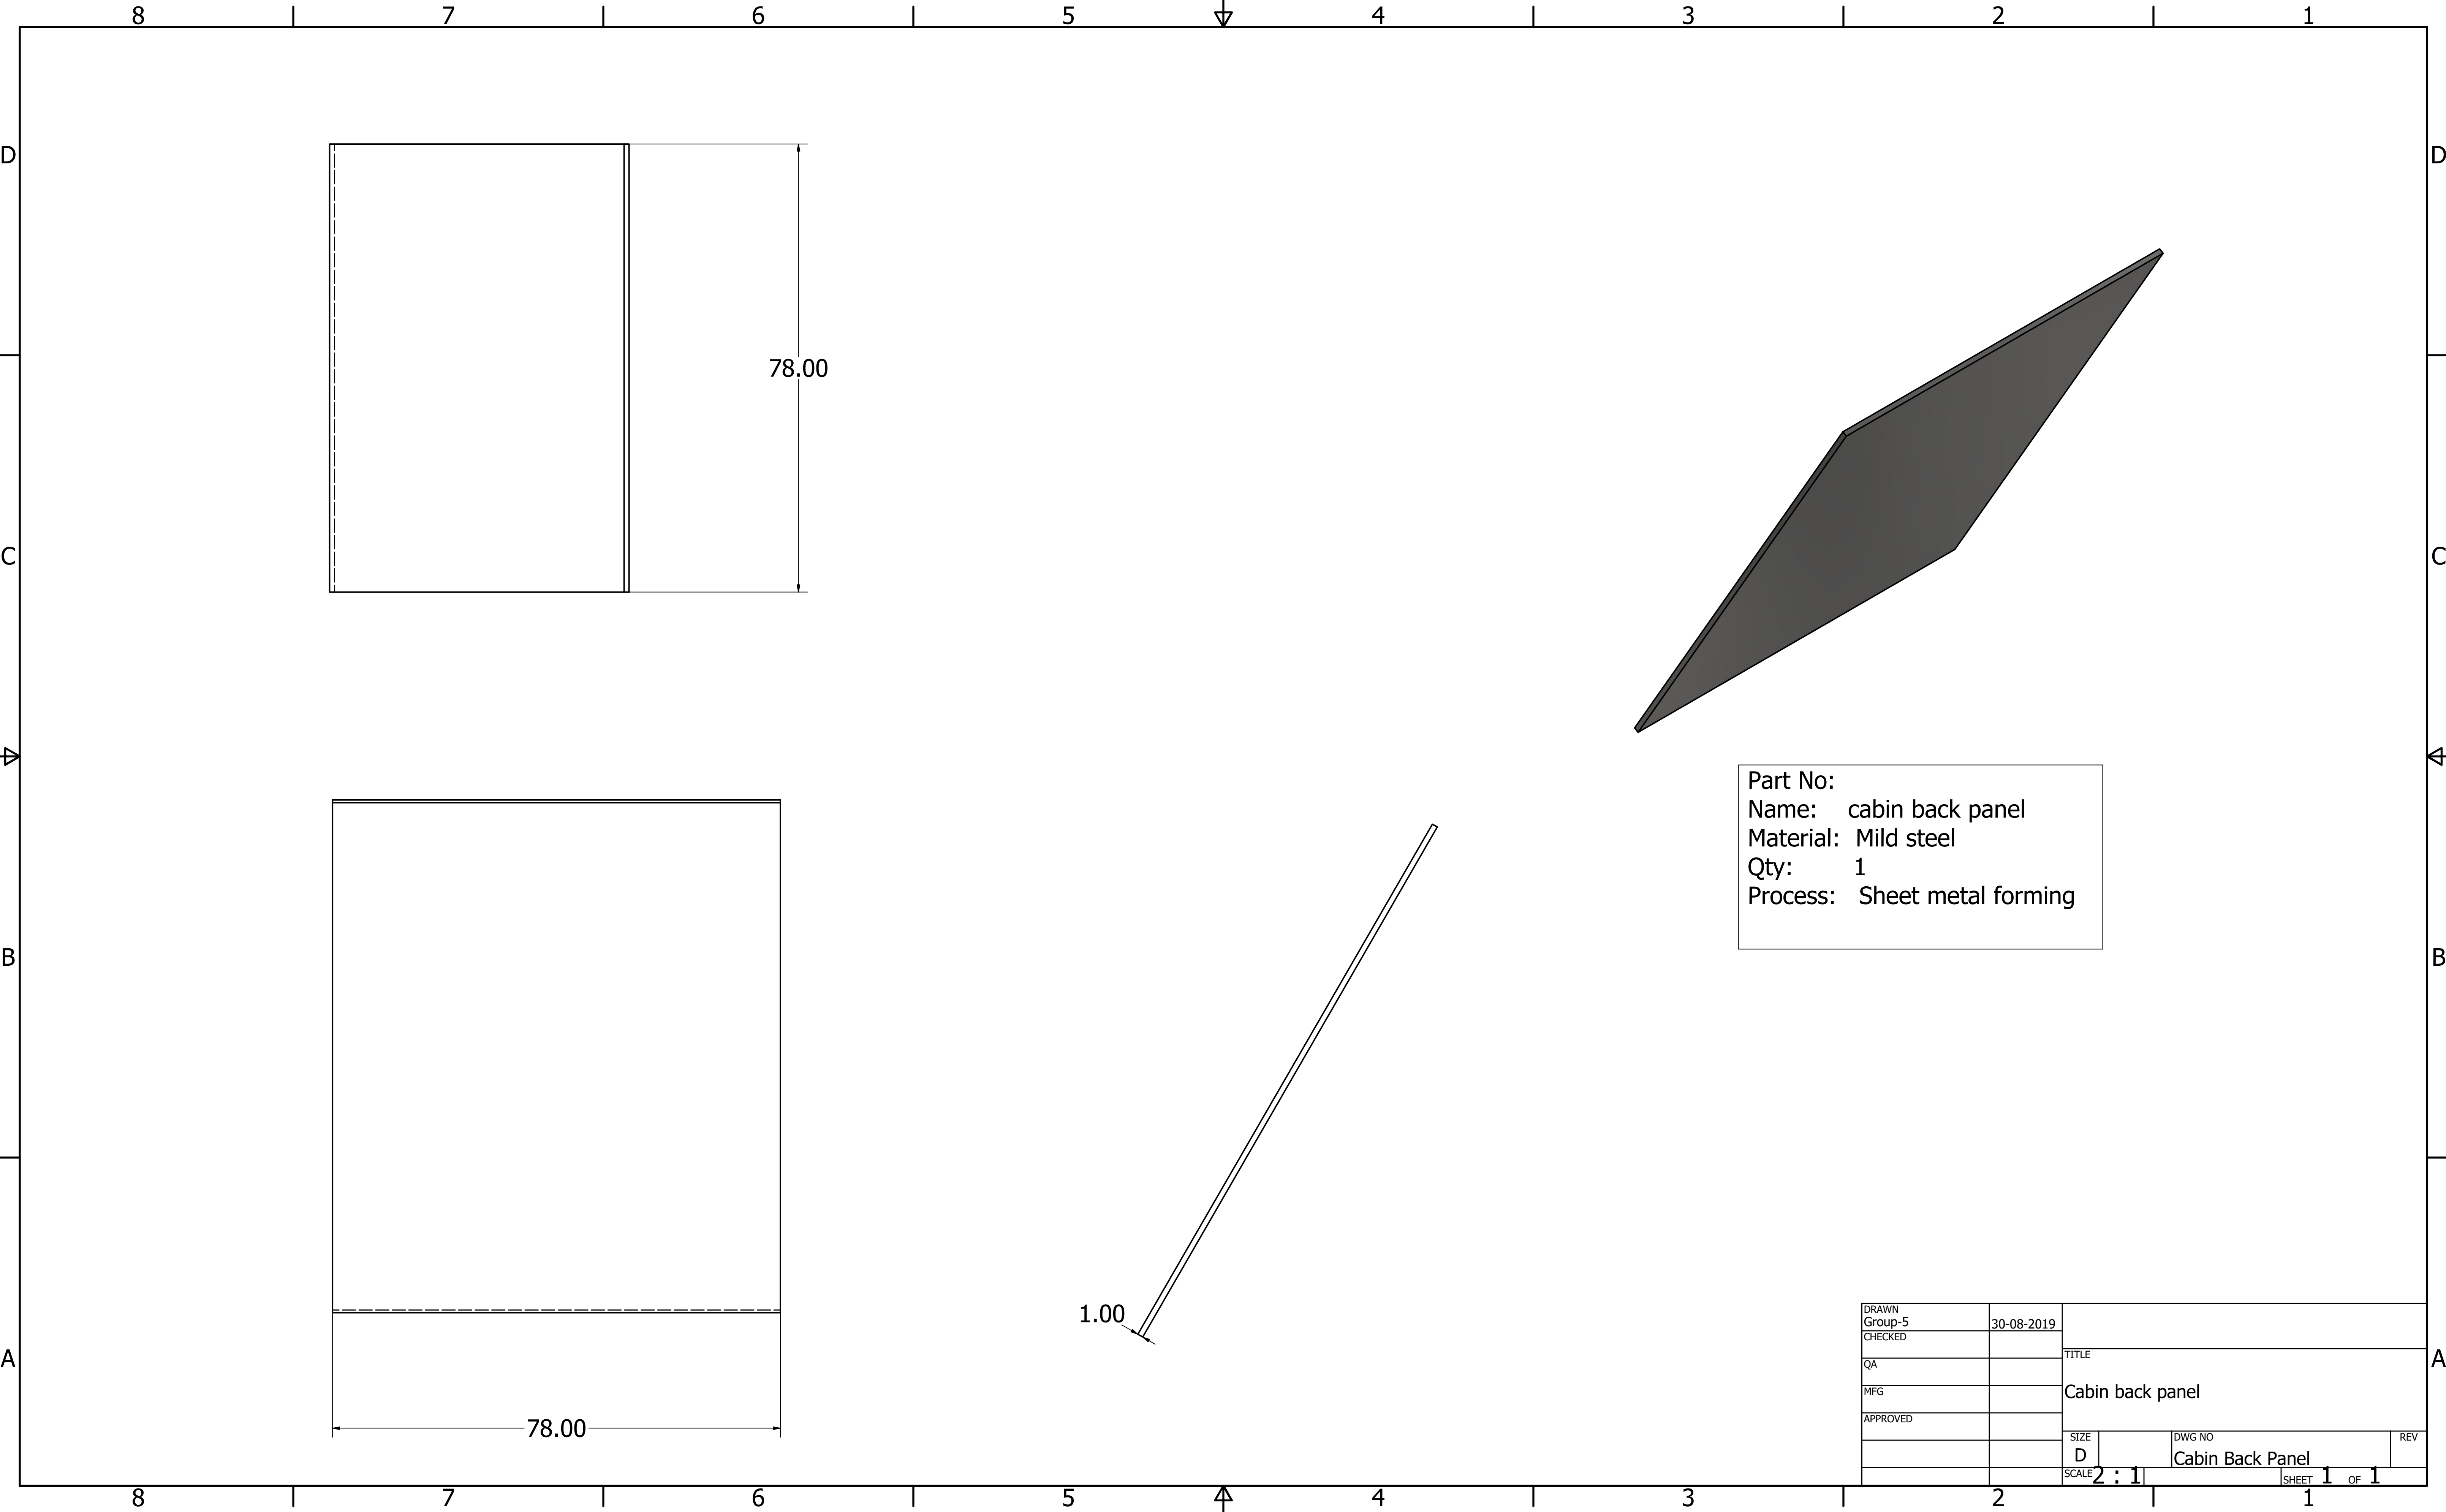 8 7 6 5 4 3 2 1
D D
78.00
C C
Part No:
Name: cabin back panel
Material: Mild steel
Qty: 1
Process: Sheet metal forming
B B
1.00
A A
78.00
DRAWN
Group-5 30-08-2019
CHECKED
QA
MFG
APPROVED
TITLE
Cabin back panel
SIZE
D
DWG NO
Cabin Back Panel
REV
SCALE 2 : 1
SHEET 1 OF 1
8 7 6 5 4 3 2 1